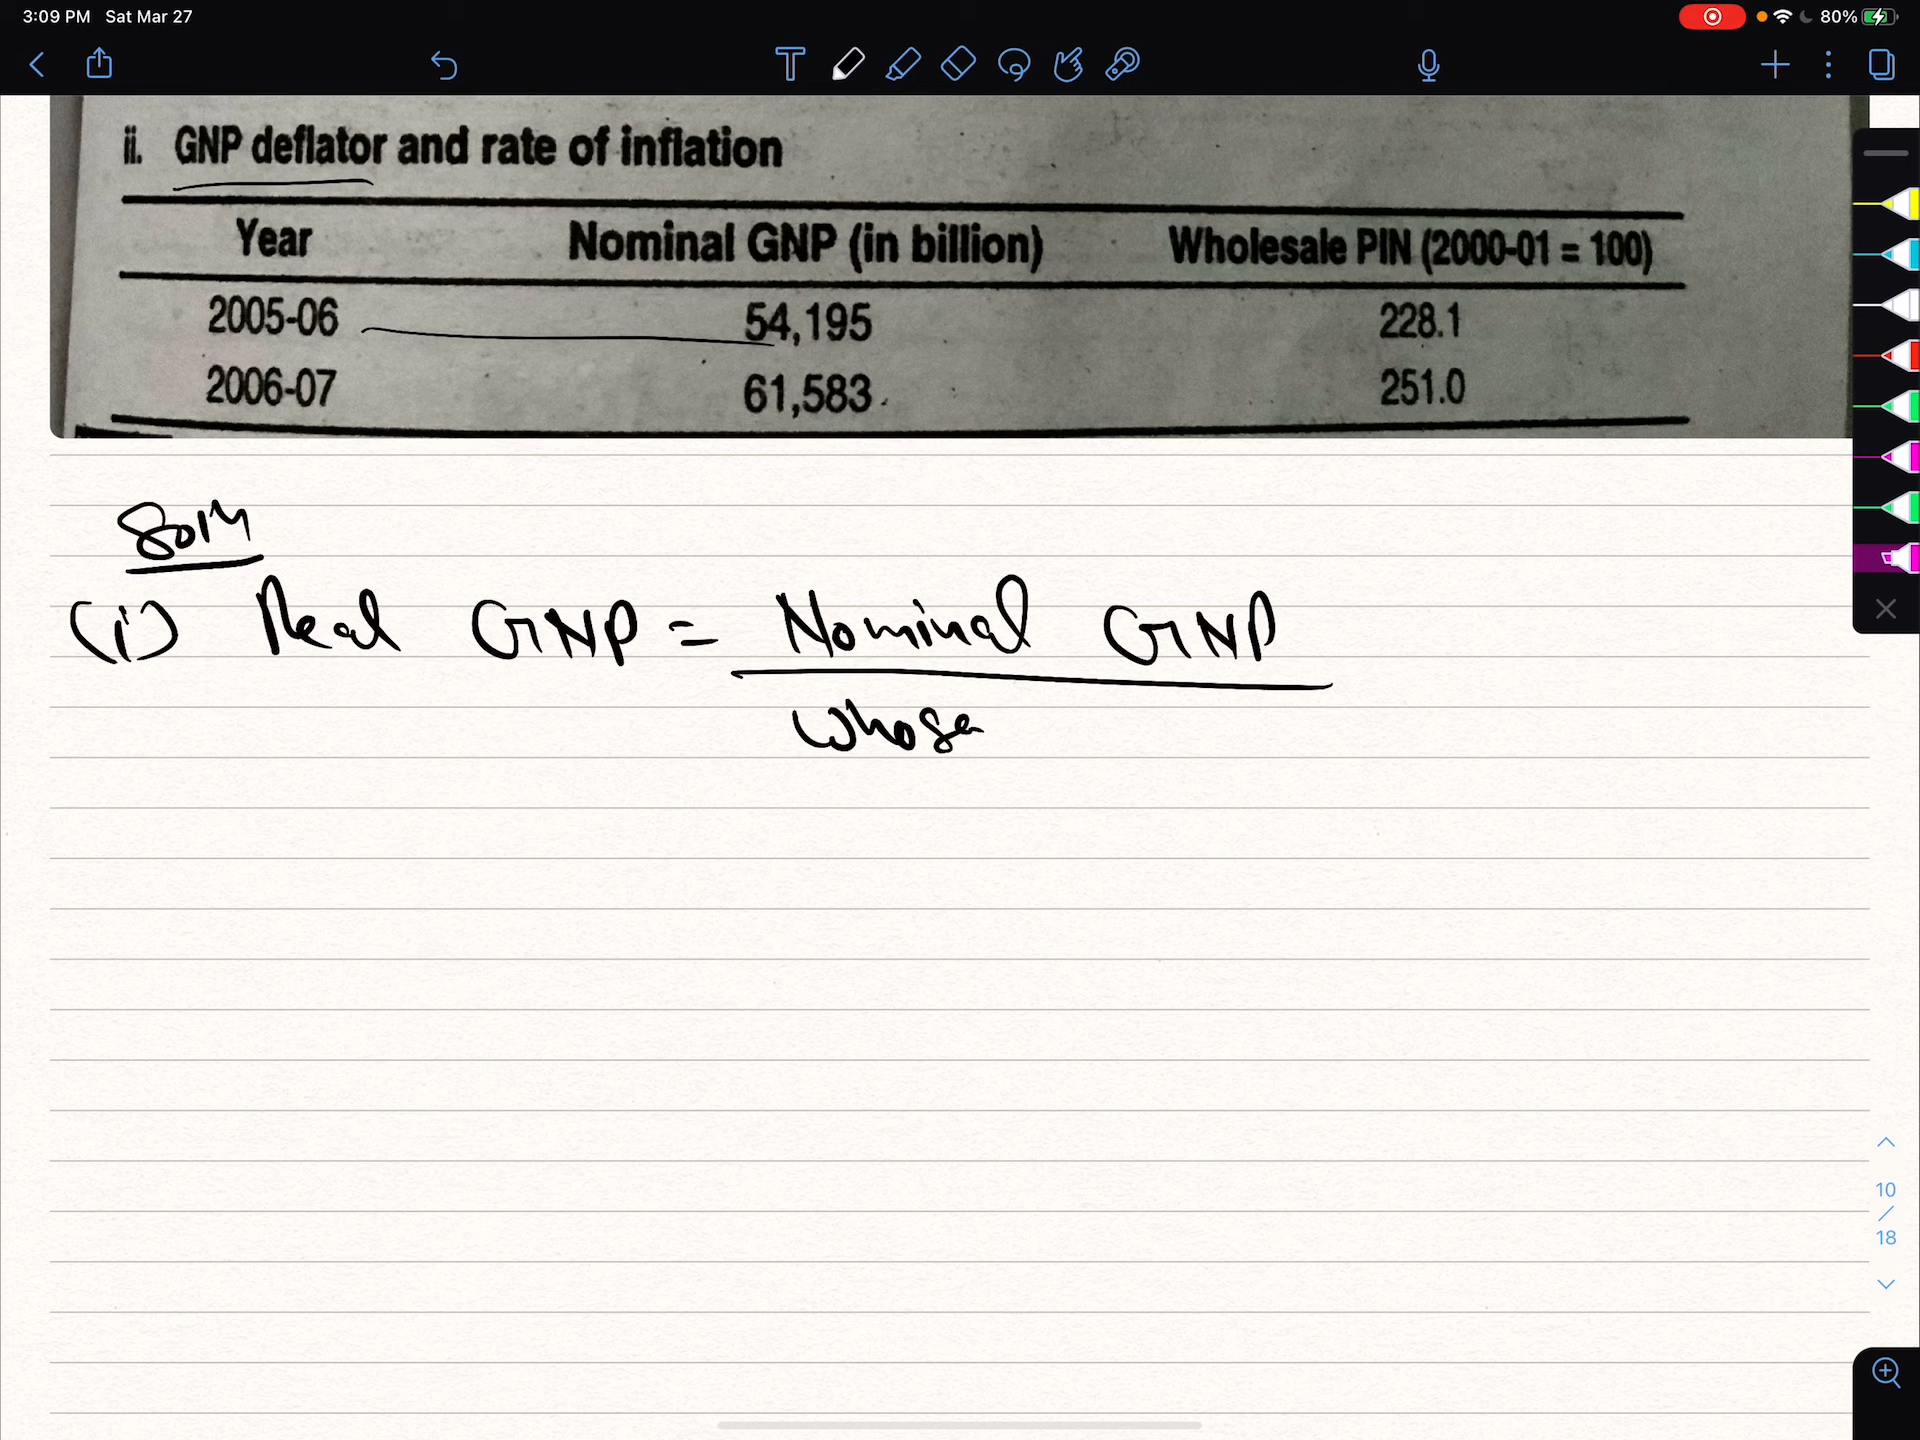 3:09 PM Sat Mar 27
80%
ii. GNP deflator and rate of inflation
Year Nominal GNP (in billion) Wholesale PIN (2000-01 = 100)
2005-06 54,195 228.1
2006-07 61,583 251.0
Soln
(i) Real GNP = Nominal GNP
Whosa
10
/
18